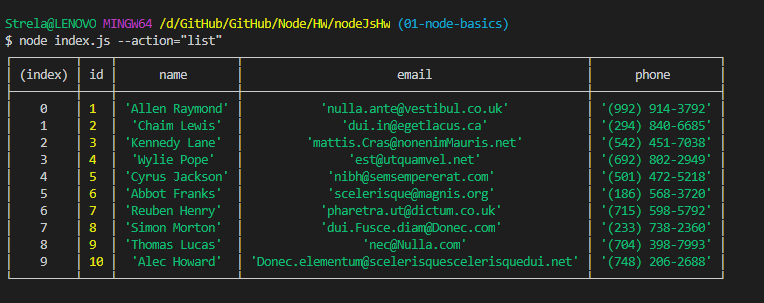 Strela@LENOVO MINGW64 /d/GitHub/GitHub/Node/HW/nodeJsHw (01-node-basics)
$ node index.js --action="list"
(index) id name email phone
0 1 'Allen Raymond' 'nulla.ante@vestibul.co.uk' '(992) 914-3792'
1 2 'Chaim Lewis' 'dui.in@egetlacus.ca' '(294) 840-6685'
2 3 'Kennedy Lane' 'mattis.Cras@nonenimMauris.net' '(542) 451-7038'
3 4 'Wylie Pope' 'est@utquamvel.net' '(692) 802-2949'
4 5 'Cyrus Jackson' 'nibh@semsempererat.com' '(501) 472-5218'
5 6 'Abbot Franks' 'scelerisque@magnis.org' '(186) 568-3720'
6 7 'Reuben Henry' 'pharetra.ut@dictum.co.uk' '(715) 598-5792'
7 8 'Simon Morton' 'dui.Fusce.diam@Donec.com' '(233) 738-2360'
8 9 'Thomas Lucas' 'nec@Nulla.com' '(704) 398-7993'
9 10 'Alec Howard' 'Donec.elementum@scelerisquescelerisquedui.net' '(748) 206-2688'